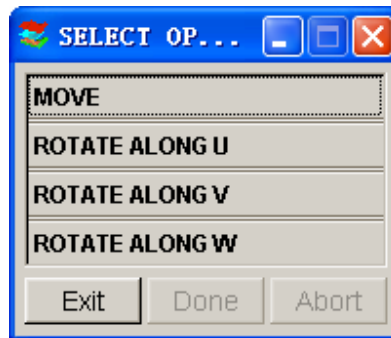 SELECT OP...
MOVE
ROTATE ALONG U
ROTATE ALONG V
ROTATE ALONG W
Exit Done Abort